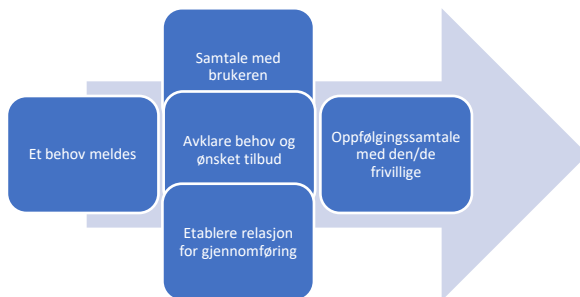 Et behov meldes
Samtale med
brukeren
Avklare behov og
ønsket tilbud
Etablere relasjon
for gjennomføring
Oppfølgingssamtale
med den/de
frivillige